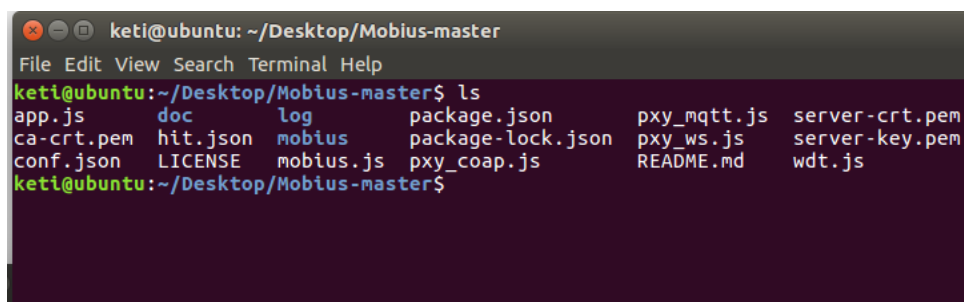 keti@ubuntu: ~/Desktop/Mobius-master
File Edit View Search Terminal Help
keti@ubuntu:~/Desktop/Mobius-master$ ls
app.js doc log package.json pxy_mqtt.js server-crt.pem
ca-crt.pem hit.json mobius package-lock.json pxy_ws.js server-key.pem
conf.json LICENSE mobius.js pxy_coap.js README.md wdt.js
keti@ubuntu:~/Desktop/Mobius-master$